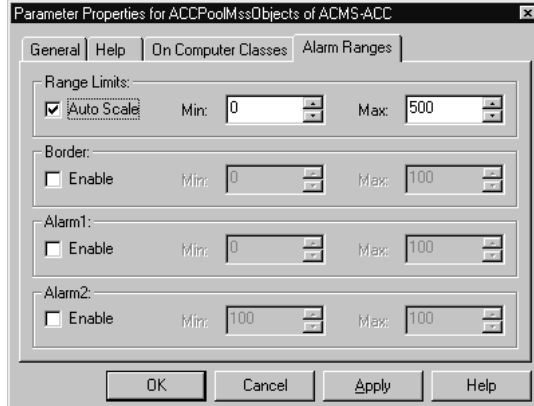 Parameter Properties for ACCPoolMssObjects of ACMS-ACC
General Help On Computer Classes Alarm Ranges
Range Limits:
Auto Scale Min: 0 Max: 500
Border:
Enable Min: 0 Max: 100
Alarm1:
Enable Min: 0 Max: 100
Alarm2:
Enable Min: 100 Max: 100
OK Cancel Apply Help